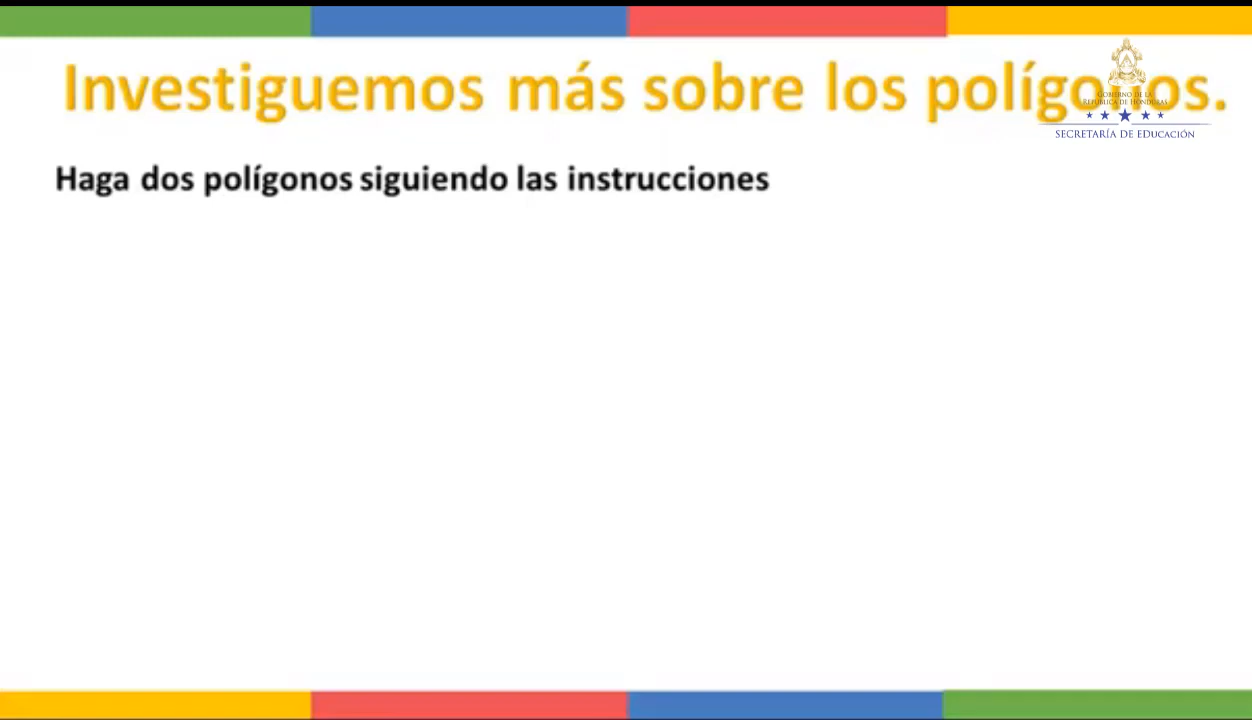 Investiguemos más sobre los polígonos.
GOBIERNO DE LA
REPÚBLICA DE HONDURAS
SECRETARÍA DE EDUCACIÓN
Haga dos polígonos siguiendo las instrucciones